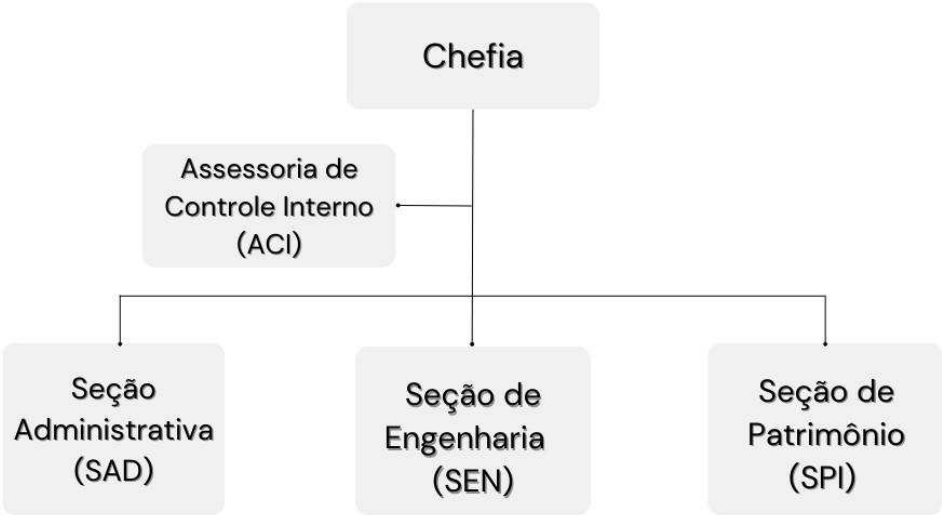 Chefia
Assessoria de
Controle Interno
(ACI)
Seção
Administrativa
(SAD)
Seção de
Engenharia
(SEN)
Seção de
Patrimônio
(SPI)